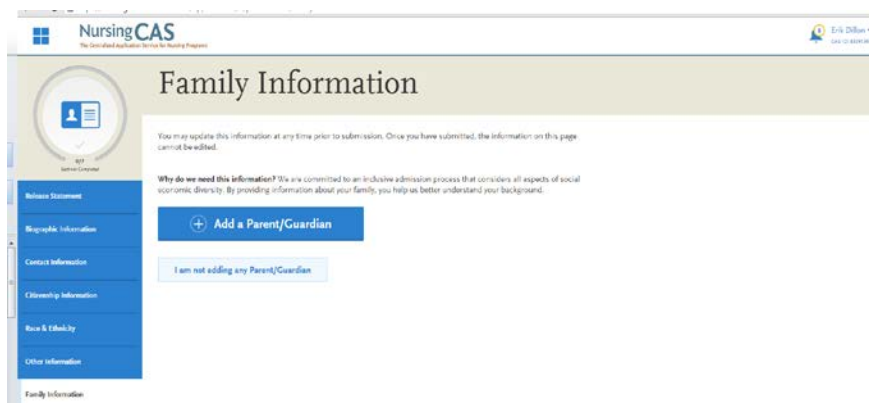 NursingCAS
The Centralized Application Service for Nursing Programs
Erik Dillon
Family Information
You may update this information at any time prior to submission. Once you have submitted, the information on this page
cannot be edited.
Why do we need this information? We are committed to an inclusive admission process that considers all aspects of social
economic diversity. By providing information about your family, you help us better understand your background.
Add a Parent/Guardian
I am not adding any Parent/Guardian
Sections Completed
Release Statement
Biographic Information
Contact Information
Citizenship Information
Race & Ethnicity
Other Information
Family Information